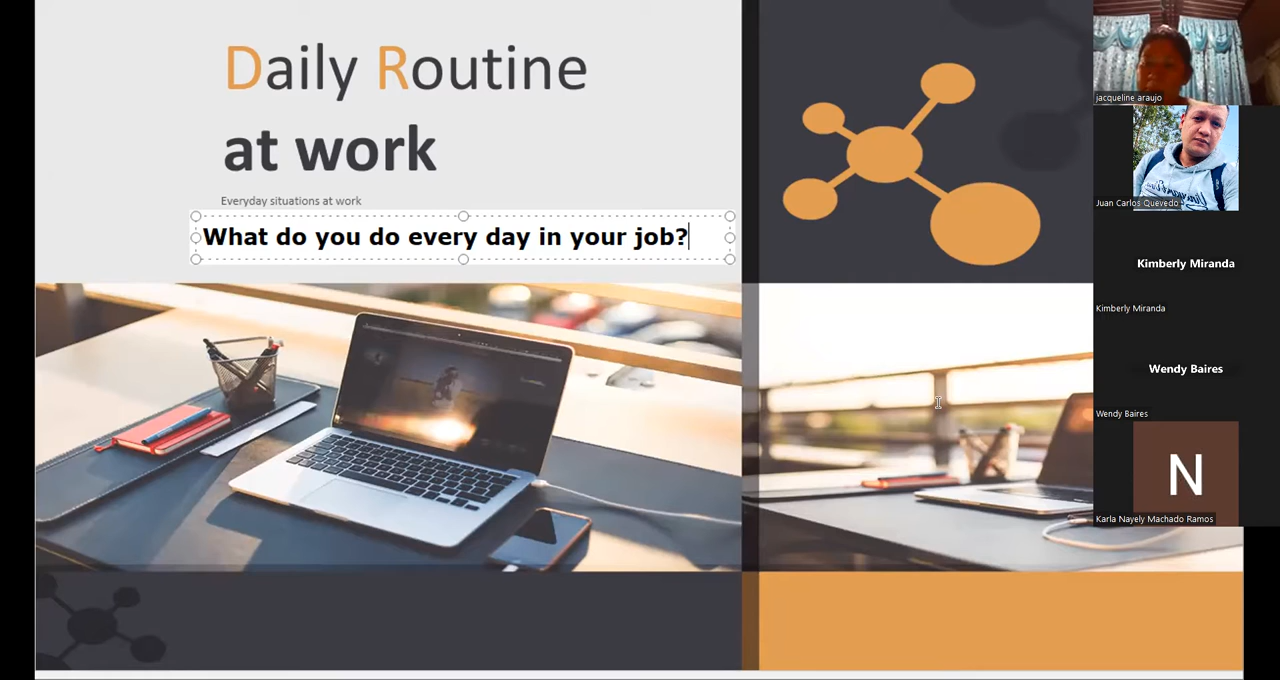 Daily Routine
at work
Everyday situations at work
What do you do every day in your job?
jacqueline araujo
Juan Carlos Quevedo
Kimberly Miranda
Kimberly Miranda
Wendy Baires
Wendy Baires
N
Karla Nayely Machado Ramos